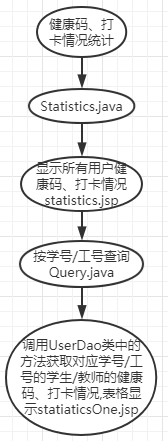 健康码、打
卡情况统计
Statistics.java
显示所有用户健
康码、打卡情况
statistics.jsp
按学号/工号查询
Query.java
调用UserDao类中的
方法获取对应学号/工
号的学生/教师的健康
码、打卡情况,表格显
示statiaticsOne.jsp